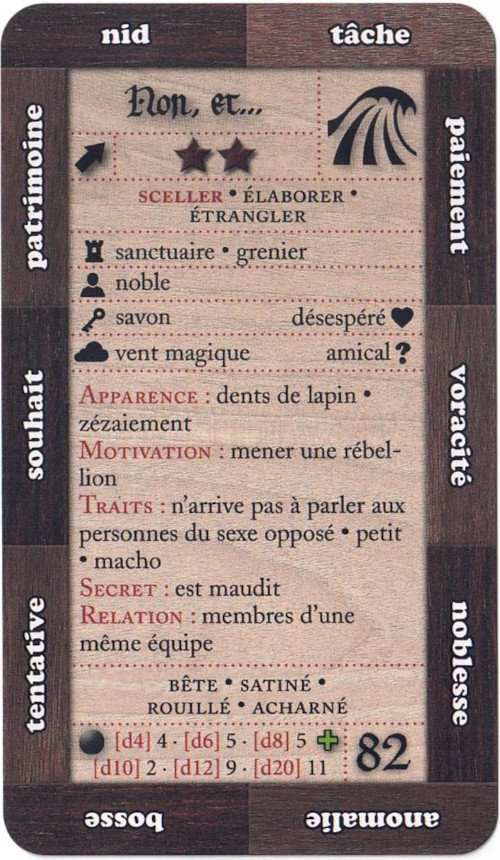 nid
tâche
patrimoine
paiement
Non, et...
SCELLER • ÉLABORER •
ÉTRANGLER
sanctuaire • grenier
noble
savon
désespéré
vent magique
amical ?
souhait
voracité
APPARENCE : dents de lapin •
zézaiement
MOTIVATION : mener une rébel-
lion
TRAITS : n'arrive pas à parler aux
personnes du sexe opposé • petit
• macho
SECRET : est maudit
RELATION : membres d'une
même équipe
tentative
noblesse
BÊTE • SATINÉ •
ROUILLÉ • ACHARNÉ
[d4] 4 · [d6] 5 · [d8] 5
[d10] 2 · [d12] 9 · [d20] 11
82
bosse
anomalie